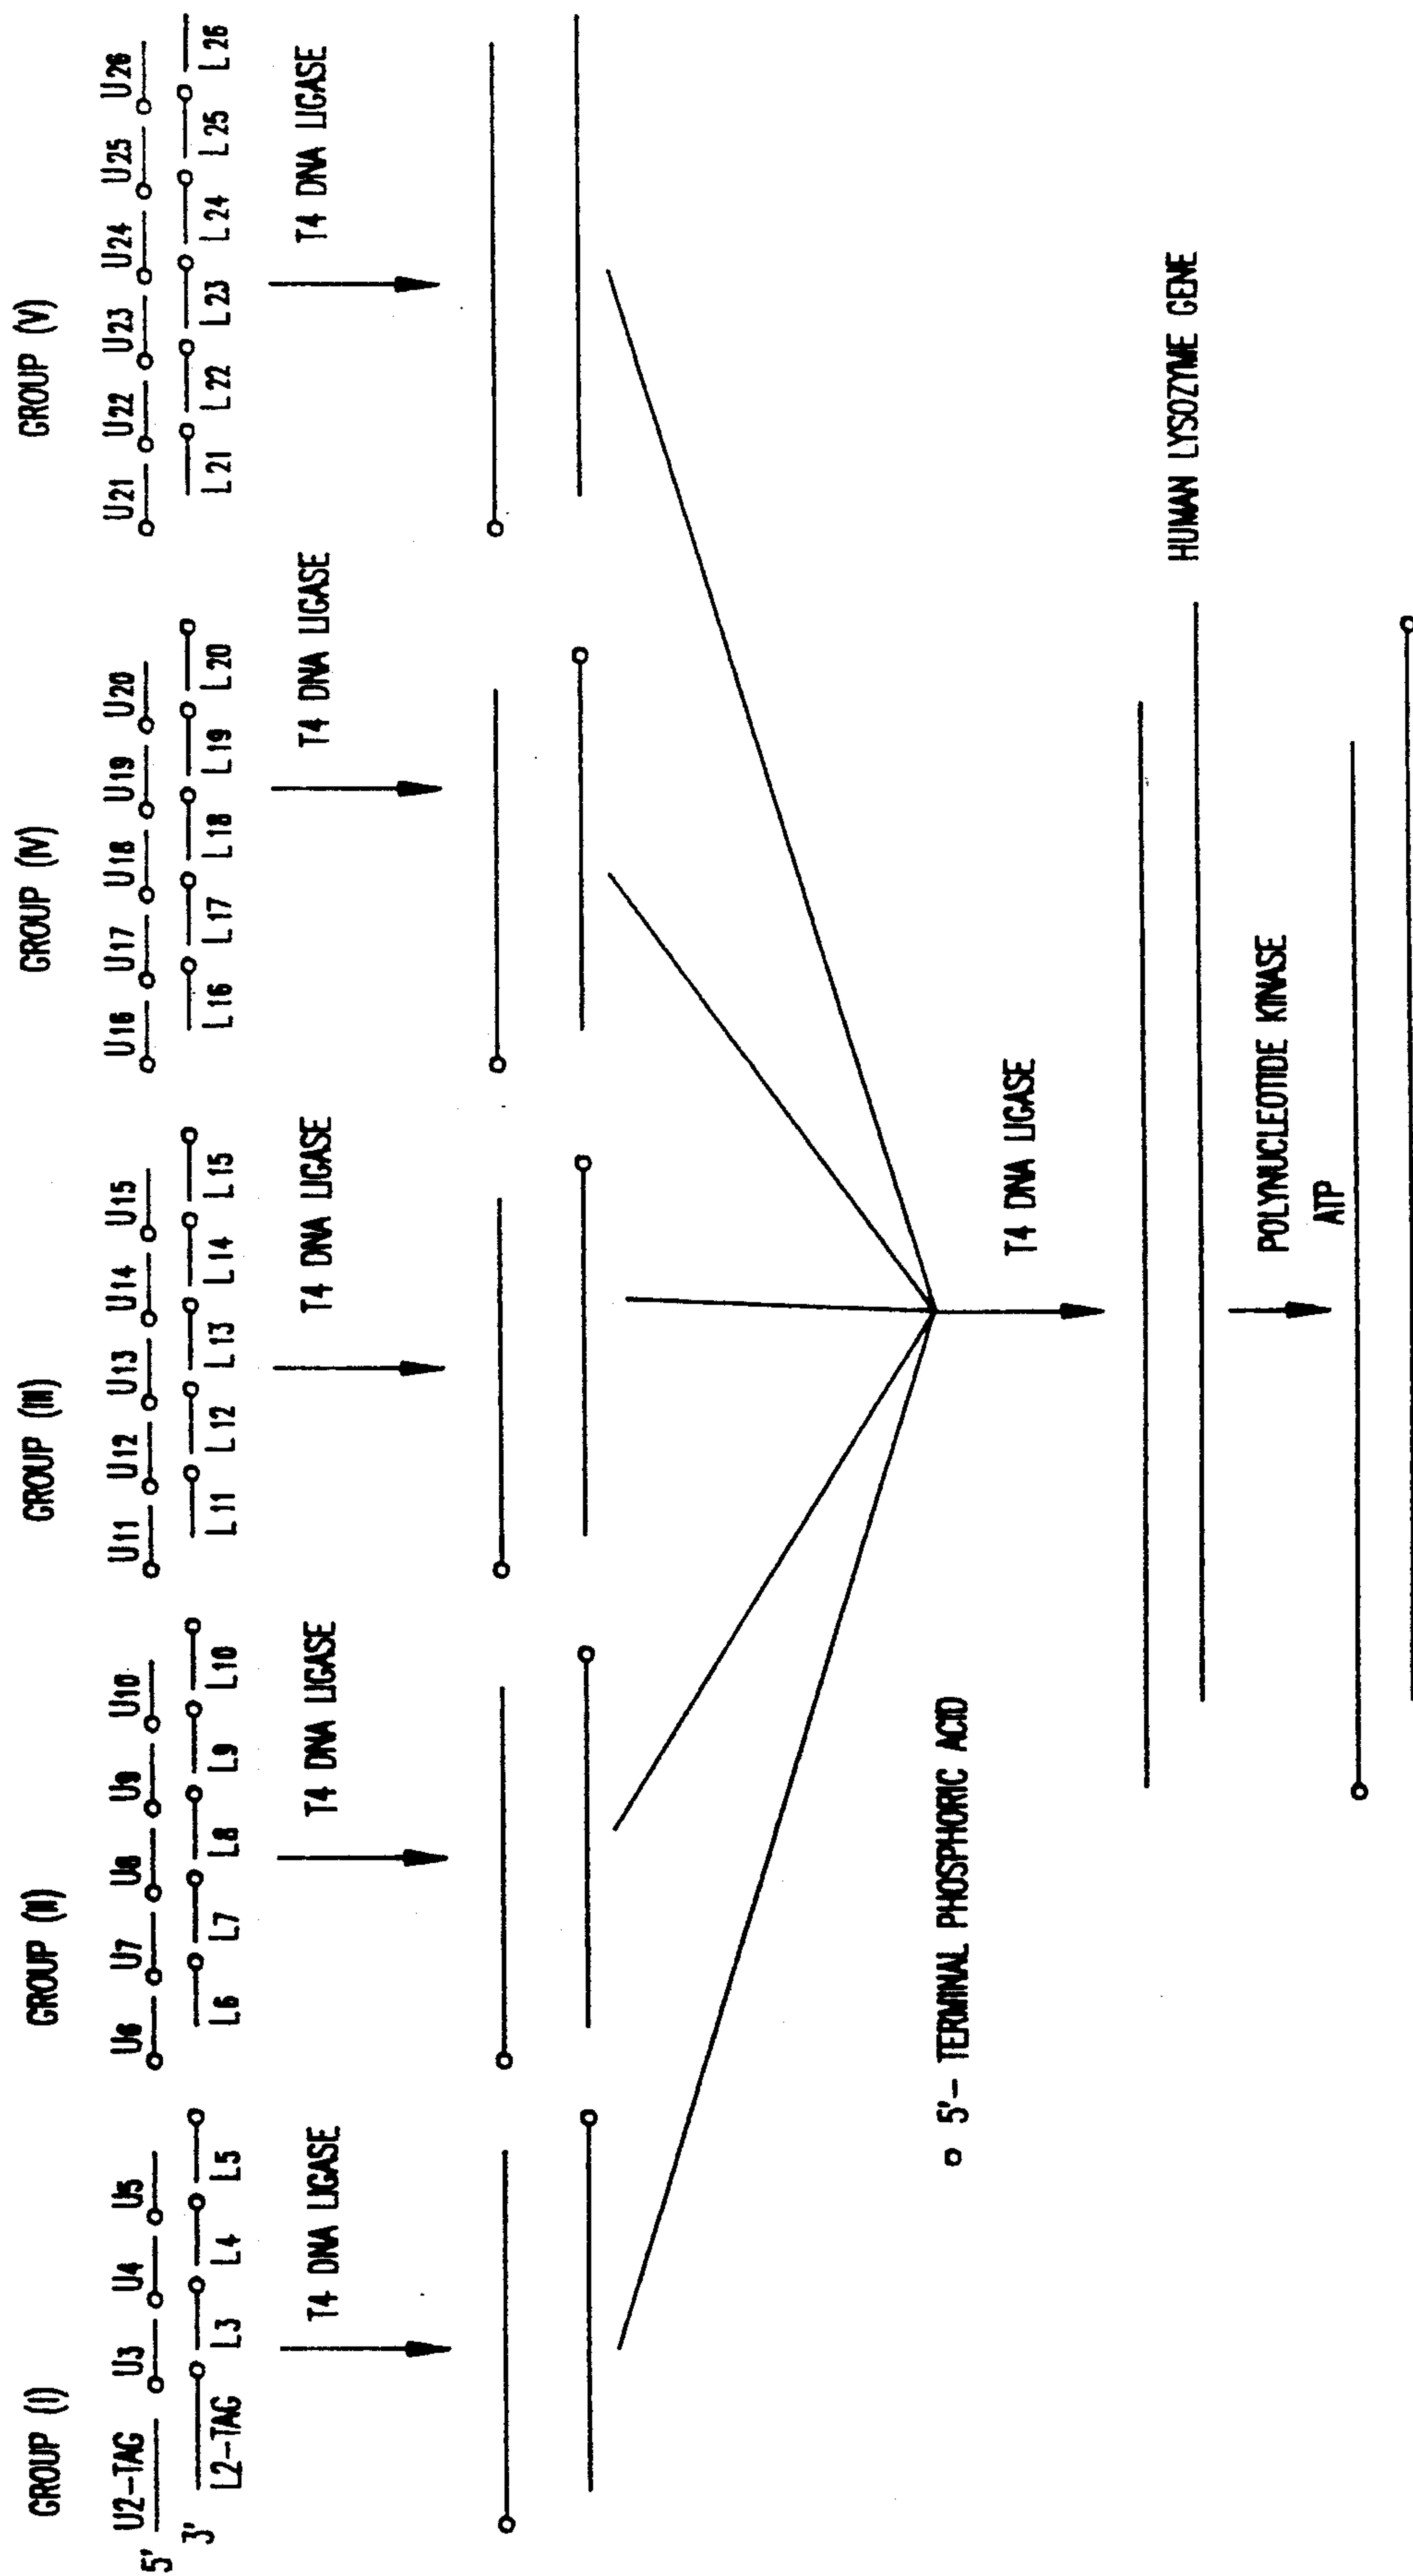 GROUP (I) GROUP (II) GROUP (III) GROUP (IV) GROUP (V)
U2-TAG U3 U4 U5 U6 U7 U8 U9 U10 U11 U12 U13 U14 U15 U16 U17 U18 U19 U20 U21 U22 U23 U24 U25 U26
5'
3'
L2-TAG L3 L4 L5 L6 L7 L8 L9 L10 L11 L12 L13 L14 L15 L16 L17 L18 L19 L20 L21 L22 L23 L24 L25 L26
T4 DNA LIGASE T4 DNA LIGASE T4 DNA LIGASE T4 DNA LIGASE T4 DNA LIGASE
o 5'- TERMINAL PHOSPHORIC ACID
T4 DNA LIGASE
HUMAN LYSOZYME GENE
POLYNUCLEOTIDE KINASE
ATP